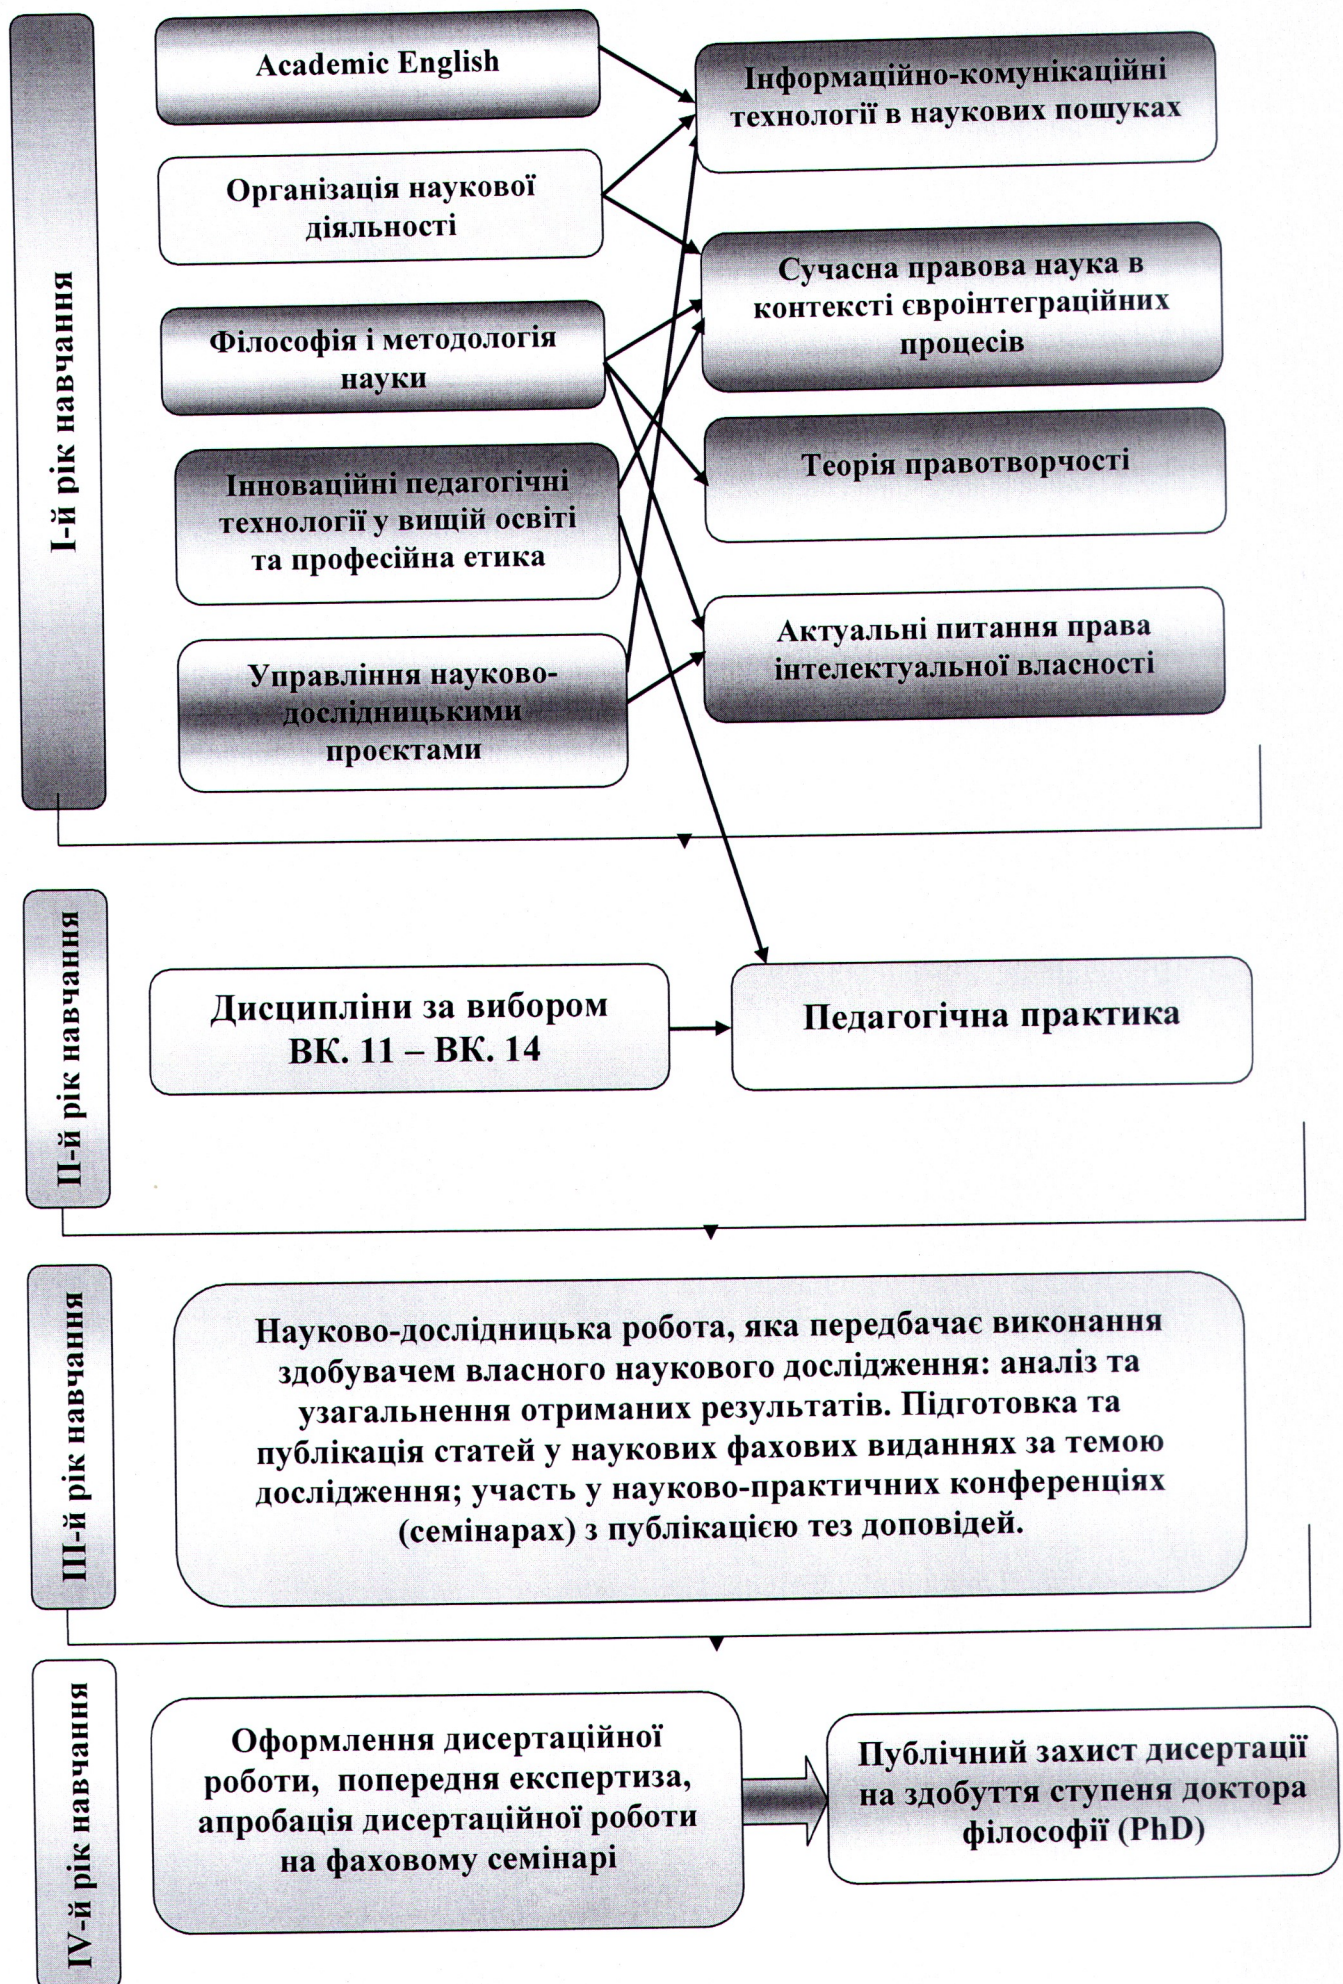 І-й рік навчання
Academic English
Організація наукової
діяльності
Філософія і методологія
науки
Інноваційні педагогічні
технології у вищій освіті
та професійна етика
Управління науково-
дослідницькими
проєктами
Інформаційно-комунікаційні
технології в наукових пошуках
Сучасна правова наука в
контексті євроінтеграційних
процесів
Теорія правотворчості
Актуальні питання права
інтелектуальної власності
ІІ-й рік навчання
Дисципліни за вибором
ВК. 11 – ВК. 14
Педагогічна практика
ІІІ-й рік навчання
Науково-дослідницька робота, яка передбачає виконання
здобувачем власного наукового дослідження: аналіз та
узагальнення отриманих результатів. Підготовка та
публікація статей у наукових фахових виданнях за темою
дослідження; участь у науково-практичних конференціях
(семінарах) з публікацією тез доповідей.
IV-й рік навчання
Оформлення дисертаційної
роботи, попередня експертиза,
апробація дисертаційної роботи
на фаховому семінарі
Публічний захист дисертації
на здобуття ступеня доктора
філософії (PhD)